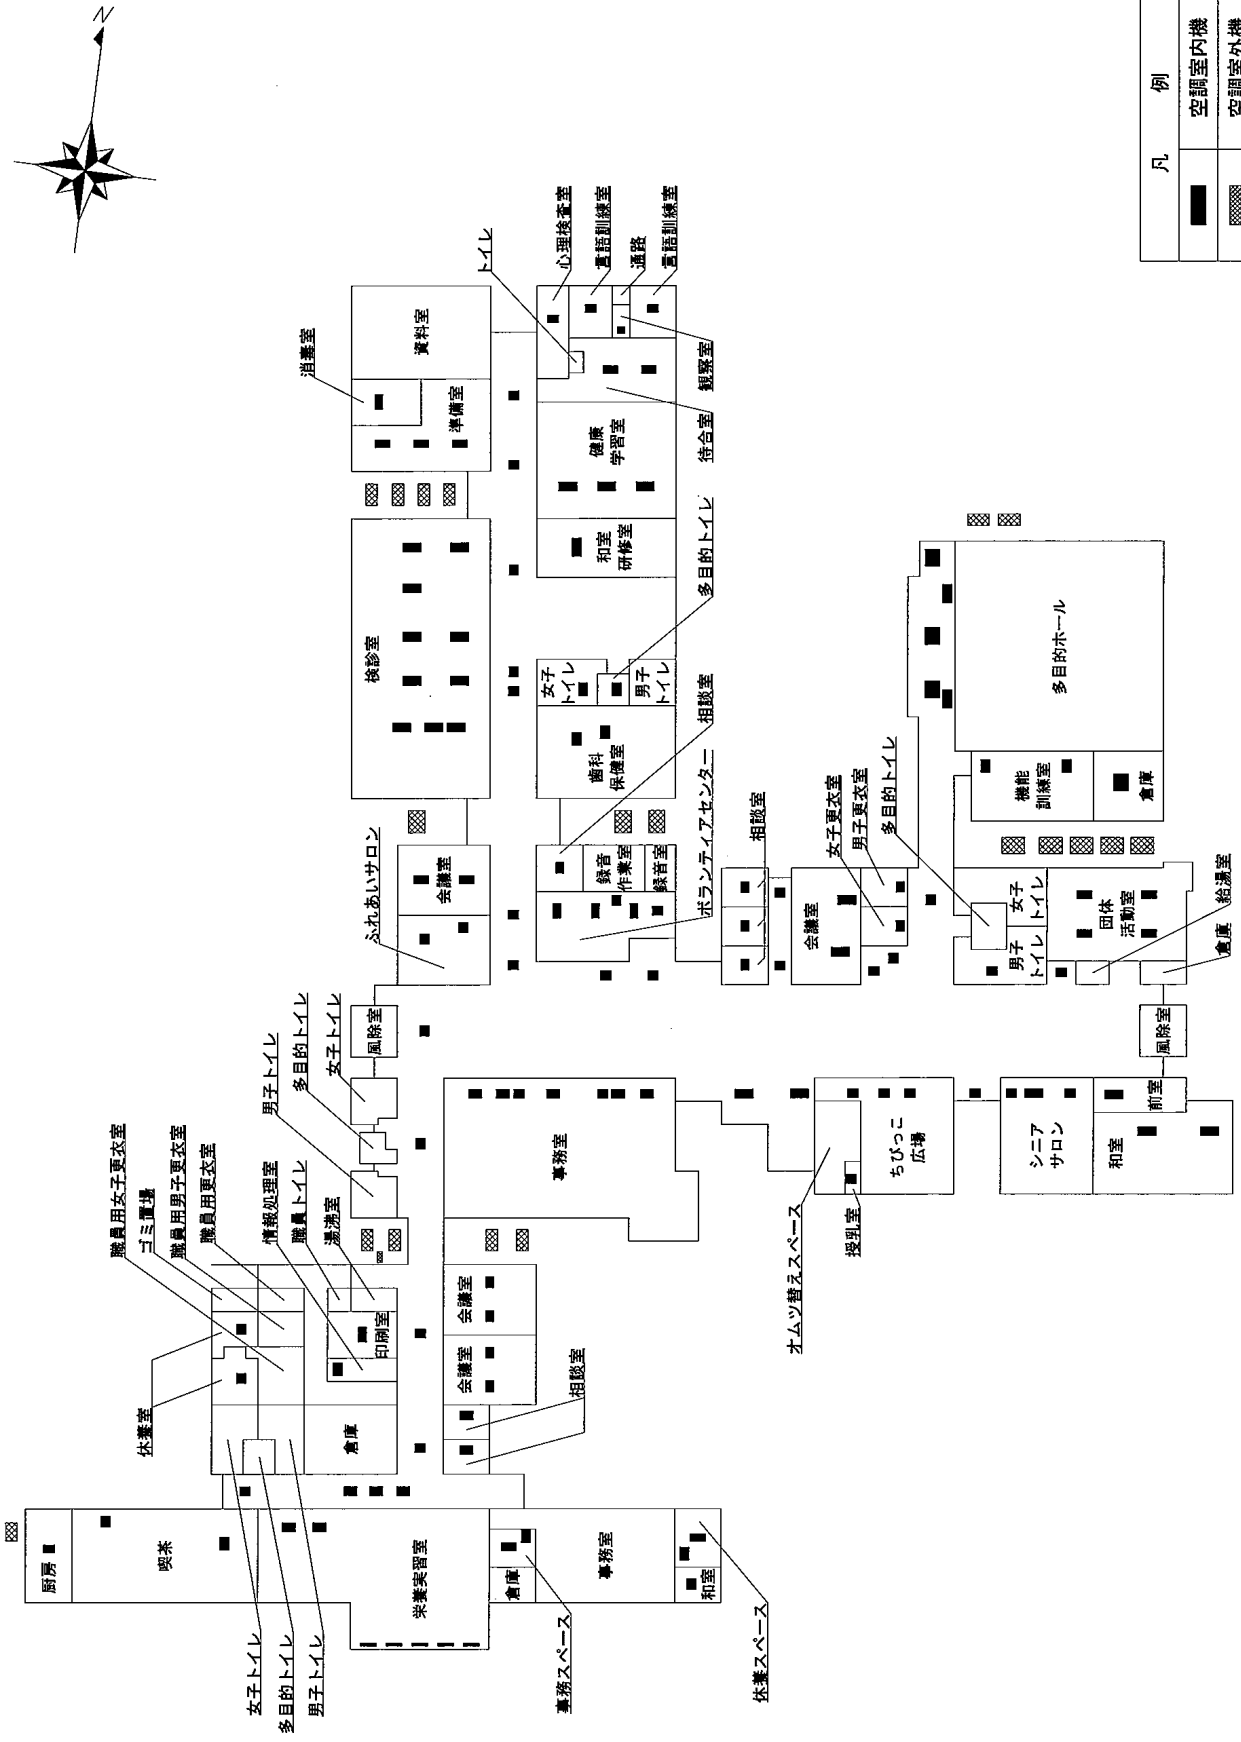 N
凡 例
空調室内機
空調室外機
消毒室
資料室
準備室
トイレ
心理検査室
言語訓練室
通路
言語訓練室
観察室
待合室
健康
学習室
和室
研修室
多目的トイレ
検診室
女子
トイレ
男子
トイレ
歯科
保健室
相談室
ボランティアセンター
ふれあいサロン
会議室
録音
作業室
録音室
相談室
会議室
女子更衣室
男子更衣室
多目的トイレ
多目的ホール
機能
訓練室
倉庫
女子
トイレ
男子
トイレ
団体
活動室
給湯室
倉庫
風除室
風除室
男子トイレ
多目的トイレ
女子トイレ
事務室
オムツ替えスペース
授乳室
ちびっこ
広場
シニア
サロン
和室
前室
職員用女子更衣室
ゴミ置場
職員用男子更衣室
職員用更衣室
情報処理室
職員トイレ
湯沸室
印刷室
休養室
倉庫
会議室
会議室
相談室
厨房
喫茶
栄養実習室
倉庫
事務室
和室
女子トイレ
多目的トイレ
男子トイレ
事務スペース
休養スペース